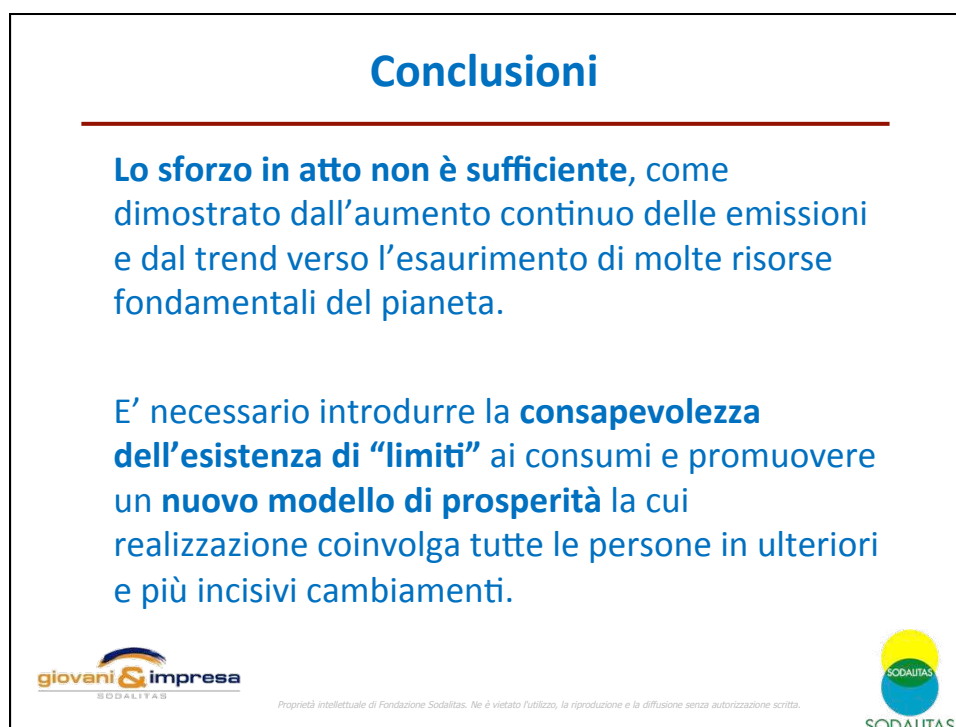 Conclusioni
Lo sforzo in atto non è sufficiente, come
dimostrato dall’aumento continuo delle emissioni
e dal trend verso l’esaurimento di molte risorse
fondamentali del pianeta.
E’ necessario introdurre la consapevolezza
dell’esistenza di “limiti” ai consumi e promuovere
un nuovo modello di prosperità la cui
realizzazione coinvolga tutte le persone in ulteriori
e più incisivi cambiamenti.
giovani & impresa
SODALITAS
Proprietà intellettuale di Fondazione Sodalitas. Ne è vietato l'utilizzo, la riproduzione e la diffusione senza autorizzazione scritta.
SODALITAS
SODALITAS